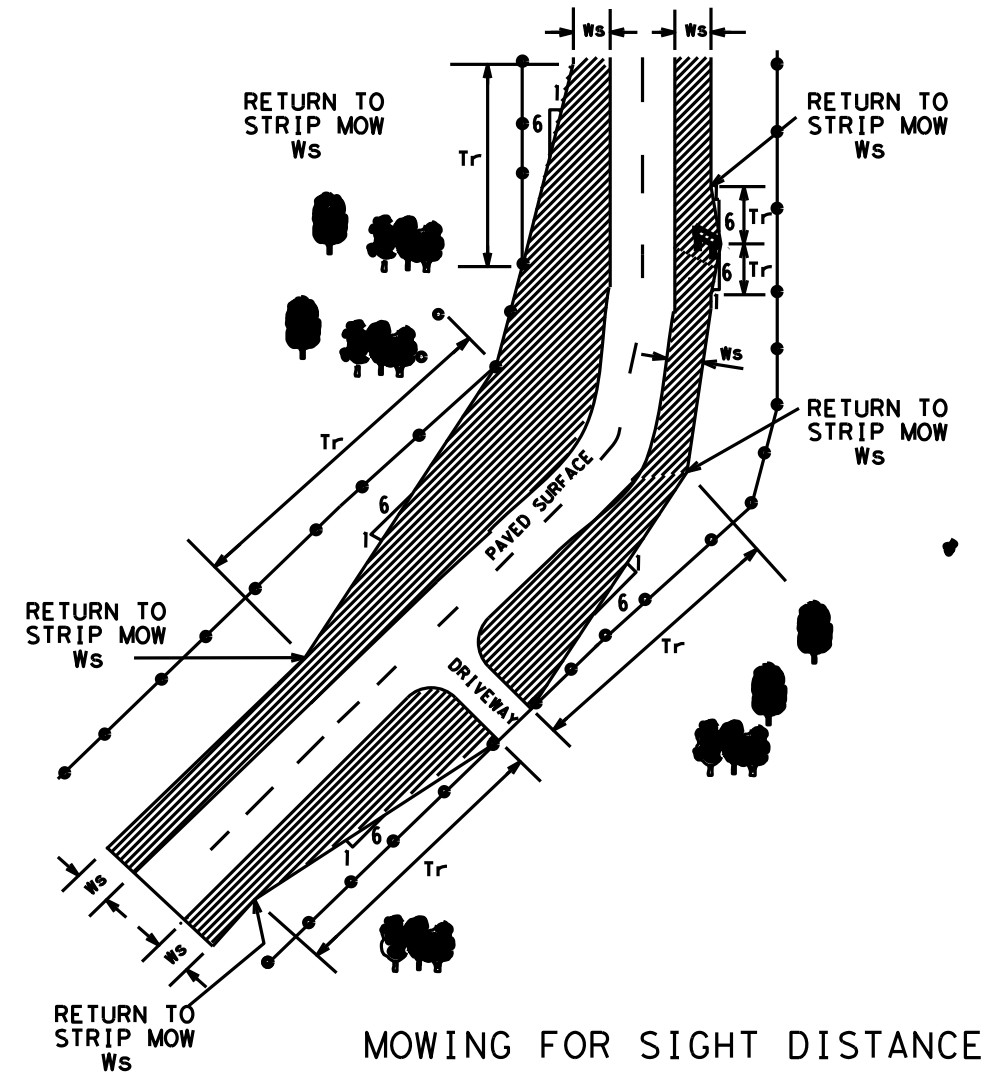 Ws
Ws
RETURN TO
STRIP MOW
Ws
RETURN TO
STRIP MOW
Ws
1
6
Tr
6
Tr
6
Tr
1
Ws
Tr
RETURN TO
STRIP MOW
Ws
6
1
PAVED SURFACE
1
6
RETURN TO
STRIP MOW
Ws
Tr
DRIVEWAY
6
1
Tr
Ws
Ws
RETURN TO
STRIP MOW
Ws
MOWING FOR SIGHT DISTANCE